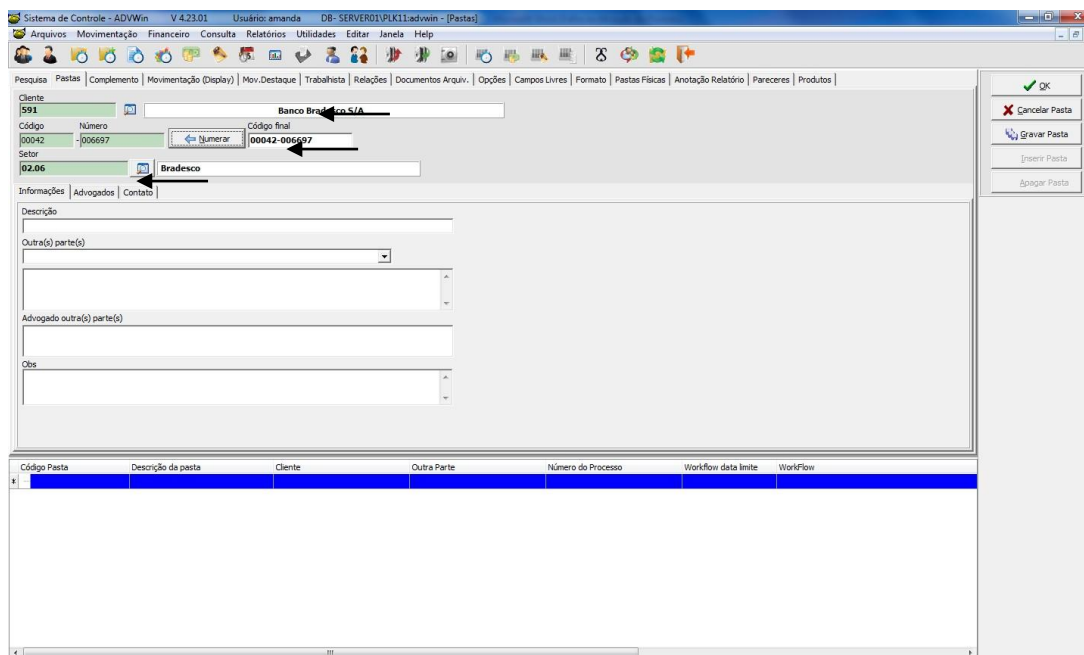 Sistema de Controle - ADVWin V 4.23.01 Usuário: amanda DB- SERVER01\PLK11:advwin - [Pastas]
Arquivos Movimentação Financeiro Consulta Relatórios Utilidades Editar Janela Help
Pesquisa Pastas Complemento Movimentação (Display) Mov.Destaque Trabalhista Relações Documentos Arquiv. Opções Campos Livres Formato Pastas Físicas Anotação Relatório Pareceres Produtos
OK
Cancelar Pasta
Gravar Pasta
Inserir Pasta
Apagar Pasta
Cliente
591 Banco Bradesco S/A
Código Número Código final
00042 - 006697 Numerar 00042-006697
Setor
02.06 Bradesco
Informações Advogados Contato
Descrição
Outra(s) parte(s)
Advogado outra(s) parte(s)
Obs
Código Pasta Descrição da pasta Cliente Outra Parte Número do Processo Workflow data limite WorkFlow